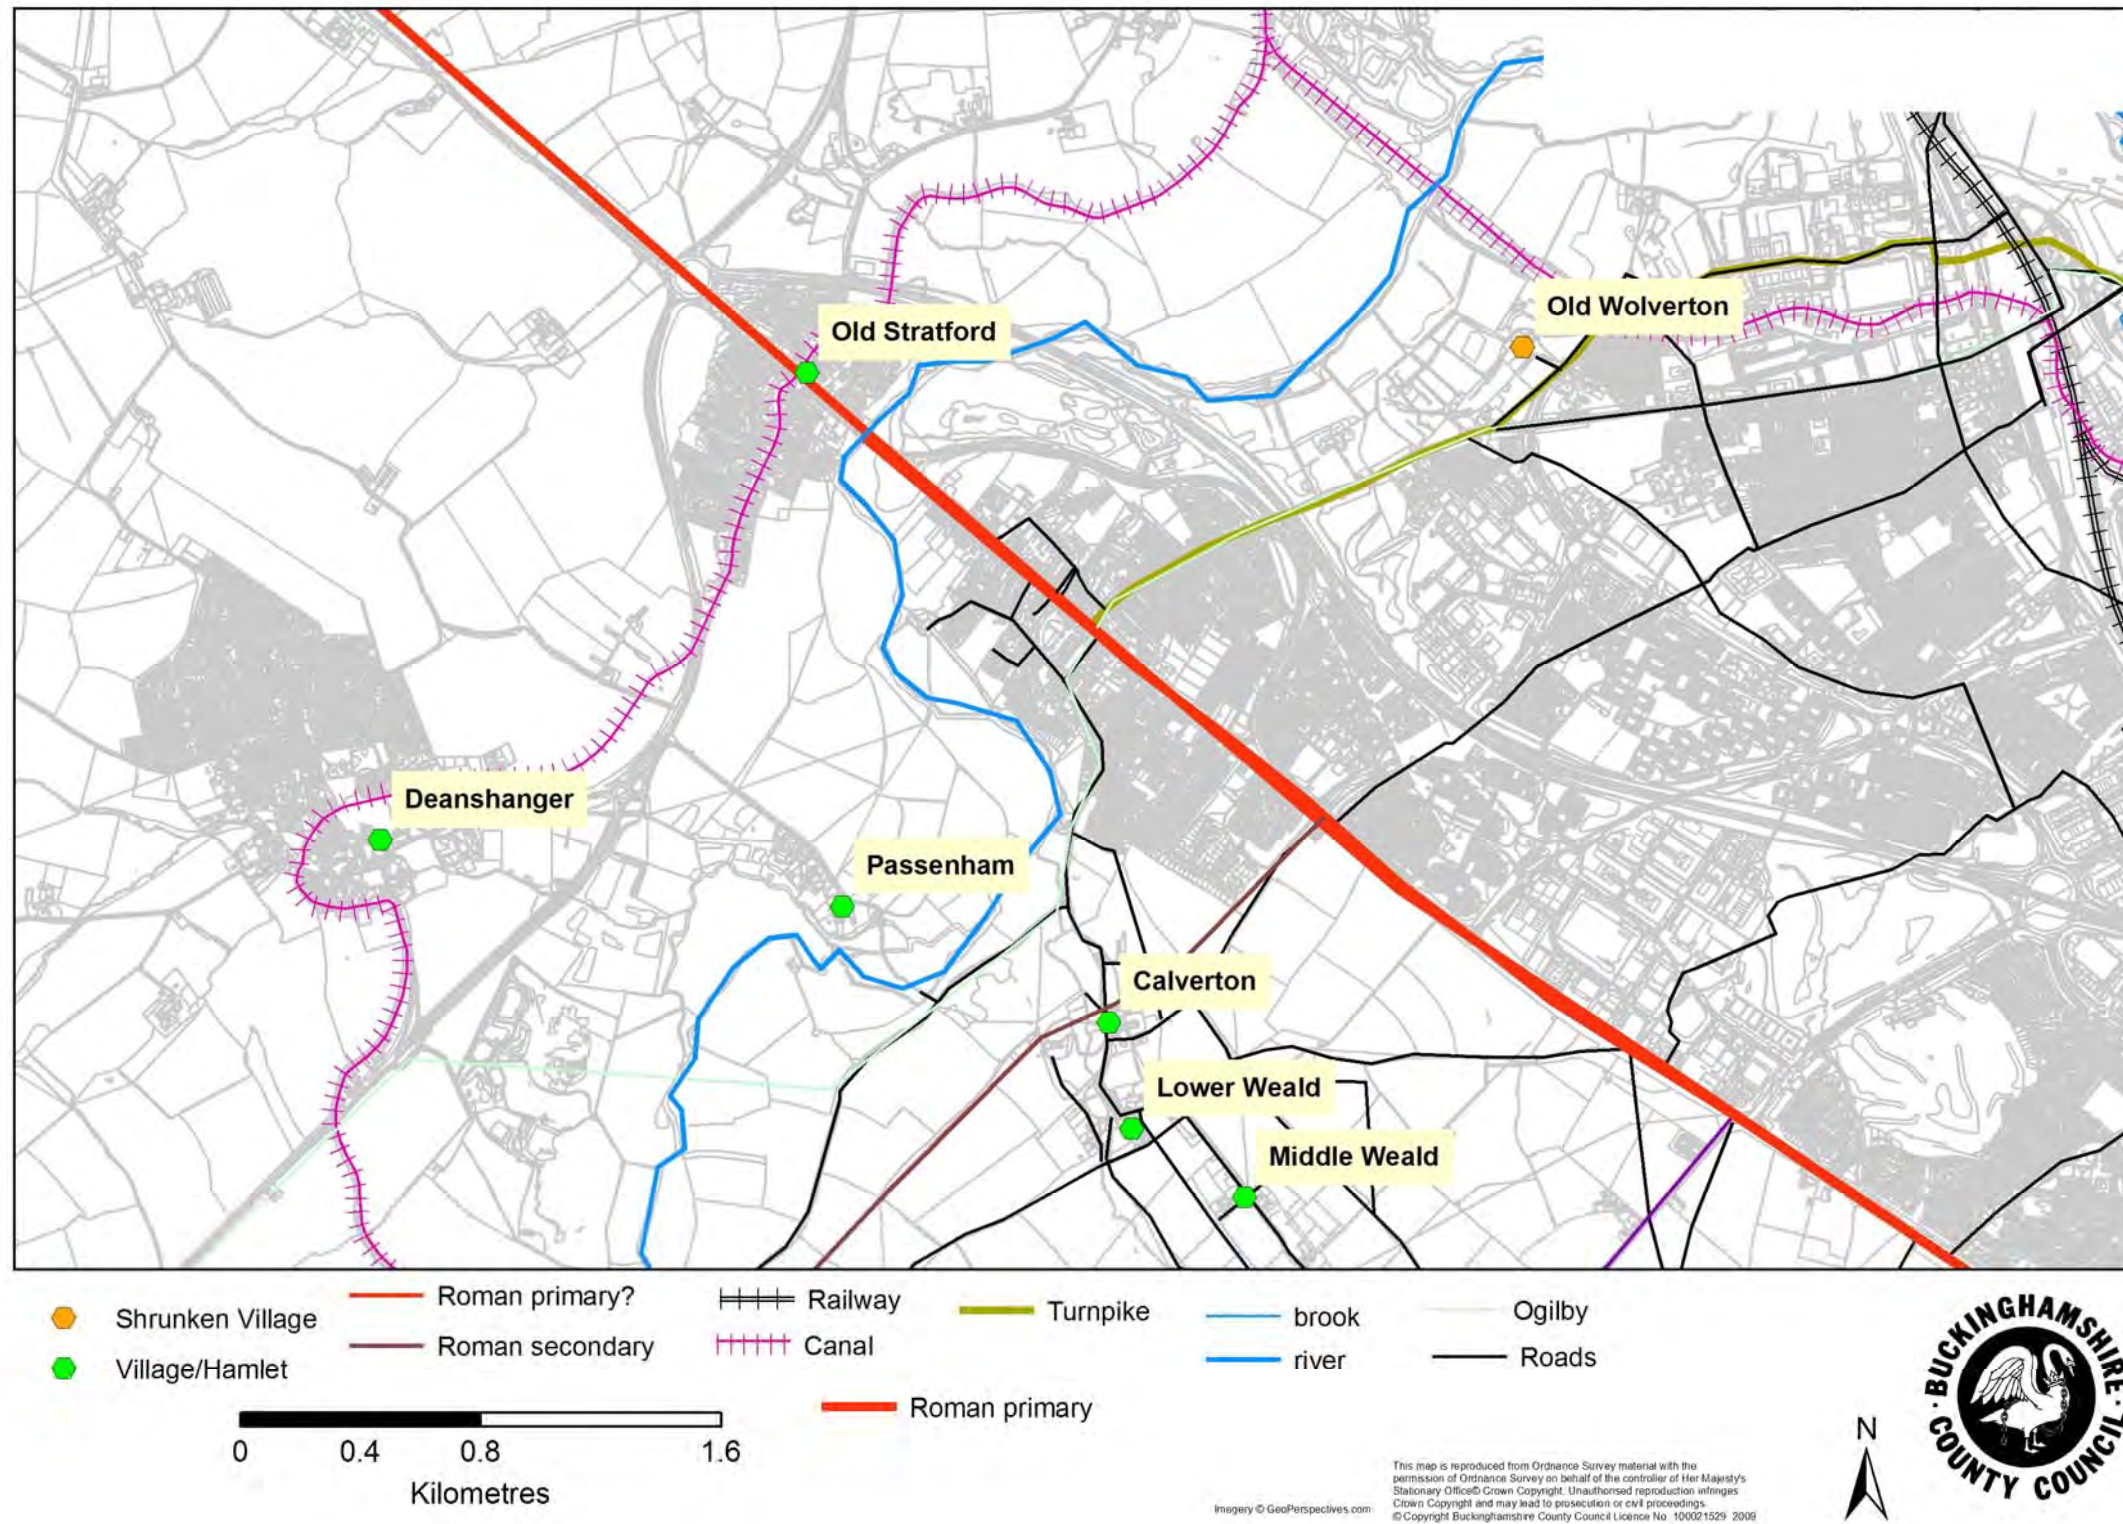 Old Stratford
Old Wolverton
Deanshanger
Passenham
Calverton
Lower Weald
Middle Weald
Shrunken Village
Village/Hamlet
Roman primary?
Roman secondary
Railway
Canal
Turnpike
brook
river
Ogilby
Roads
Roman primary
0 0.4 0.8 1.6
Kilometres
N
· BUCKINGHAMSHIRE ·
COUNTY COUNCIL
Imagery © GeoPerspectives.com
This map is reproduced from Ordnance Survey material with the
permission of Ordnance Survey on behalf of the controller of Her Majesty's
Stationary Office© Crown Copyright. Unauthorised reproduction infringes
Crown Copyright and may lead to prosecution or civil proceedings.
© Copyright Buckinghamshire County Council Licence No. 100021529 2009